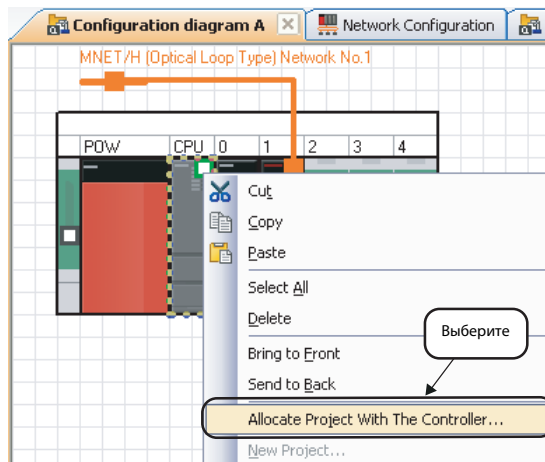 Configuration diagram A
Network Configuration
MNET/H (Optical Loop Type) Network No.1
POW CPU 0 1 2 3 4
Cut
Copy
Paste
Select All
Delete
Выберите
Bring to Front
Send to Back
Allocate Project With The Controller...
New Project...